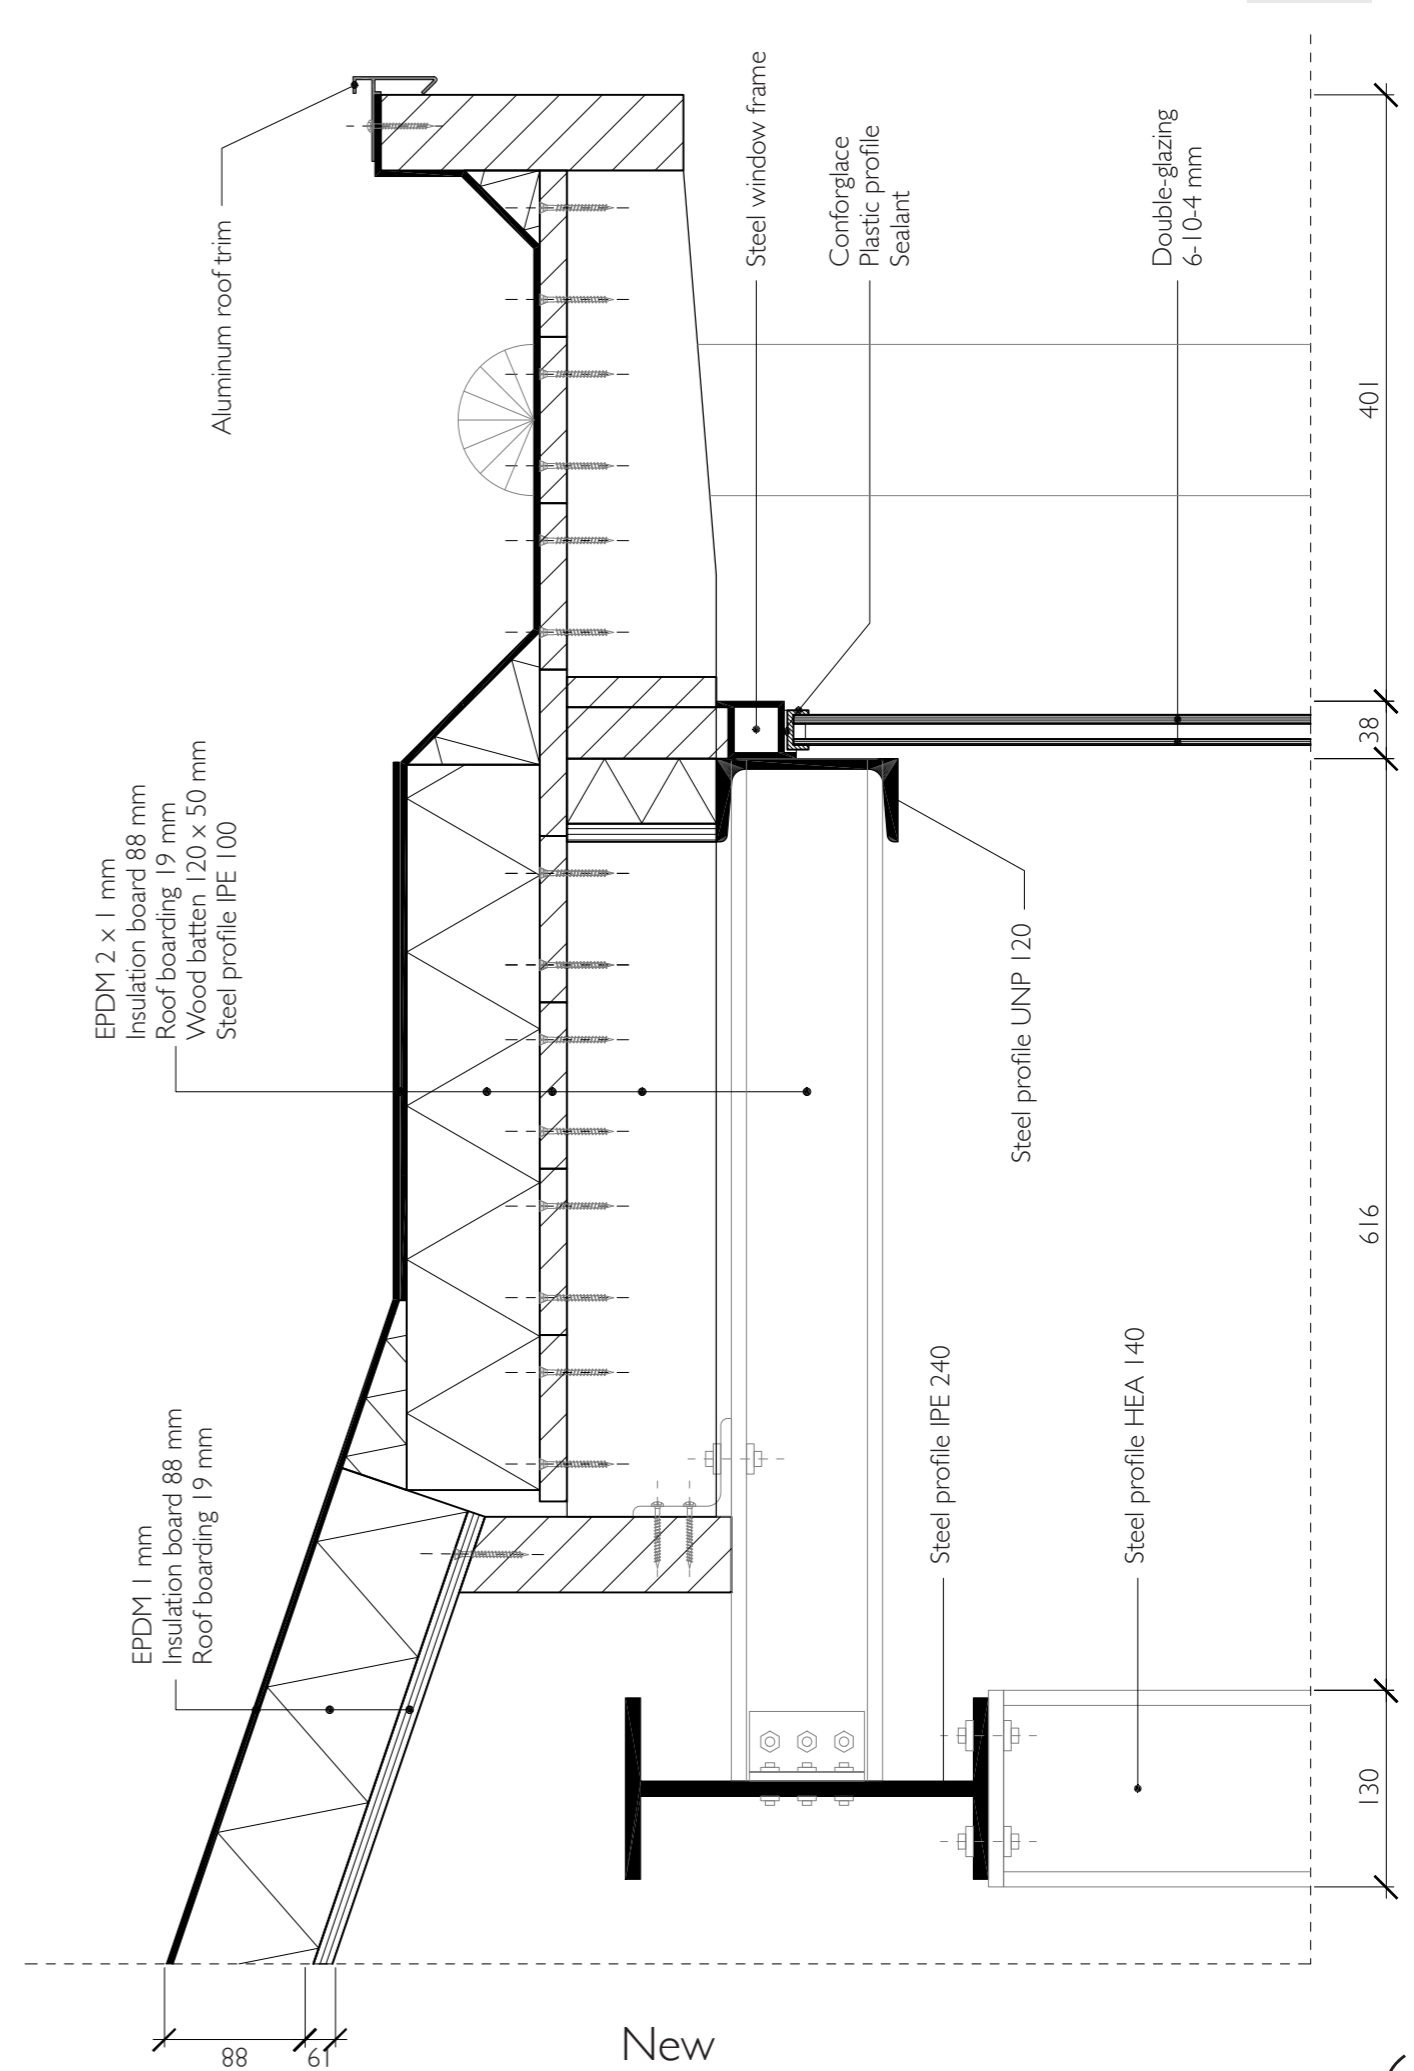 Aluminum roof trim
Steel window frame
Conforglace
Plastic profile
Sealant
Double-glazing
6-10-4 mm
401
38
EPDM 2 x 1 mm
Insulation board 88 mm
Roof boarding 19 mm
Wood batten 120 x 50 mm
Steel profile IPE 100
Steel profile UNP 120
616
EPDM 1 mm
Insulation board 88 mm
Roof boarding 19 mm
Steel profile IPE 240
Steel profile HEA 140
130
88
61
New